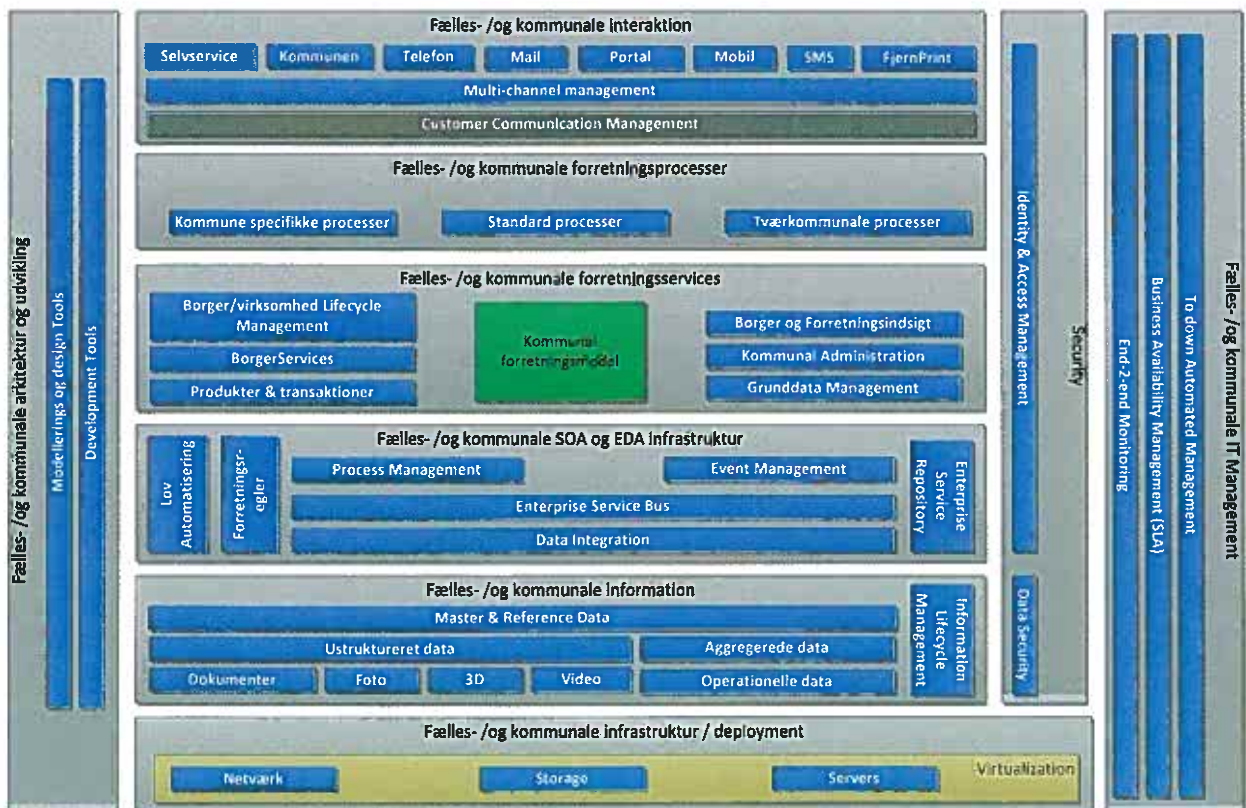 Fælles- /og kommunale arkitektur og udvikling
Modellerings og design Tools
Development Tools
Fælles- /og kommunale interaktion
Selvservice
Kommunen
Telefon
Mail
Portal
Mobil
SMS
FjernPrint
Multi-channel management
Customer Communication Management
Fælles- /og kommunale forretningsprocesser
Kommune specifikke processer
Standard processer
Tværkommunale processer
Fælles- /og kommunale forretningsservices
Borger/virksomhed Lifecycle
Management
BorgerServices
Produkter & transaktioner
Kommunal
forretningsmodel
Borger og Forretningsindsigt
Kommunal Administration
Grunddata Management
Fælles- /og kommunale SOA og EDA infrastruktur
Lov
Automatisering
Forretningsr-
egler
Process Management
Event Management
Enterprise Service Bus
Data Integration
Enterprise
Service
Repository
Fælles- /og kommunale information
Master & Reference Data
Ustruktureret data
Aggregerede data
Dokumenter
Foto
3D
Video
Operationelle data
Information
Lifecycle
Management
Fælles- /og kommunale infrastruktur / deployment
Netværk
Storage
Servers
Virtualization
Identity & Access Management
Data Security
Security
End-2-end Monitoring
Business Availability Management (SLA)
To down Automated Management
Fælles- /og kommunale IT Management